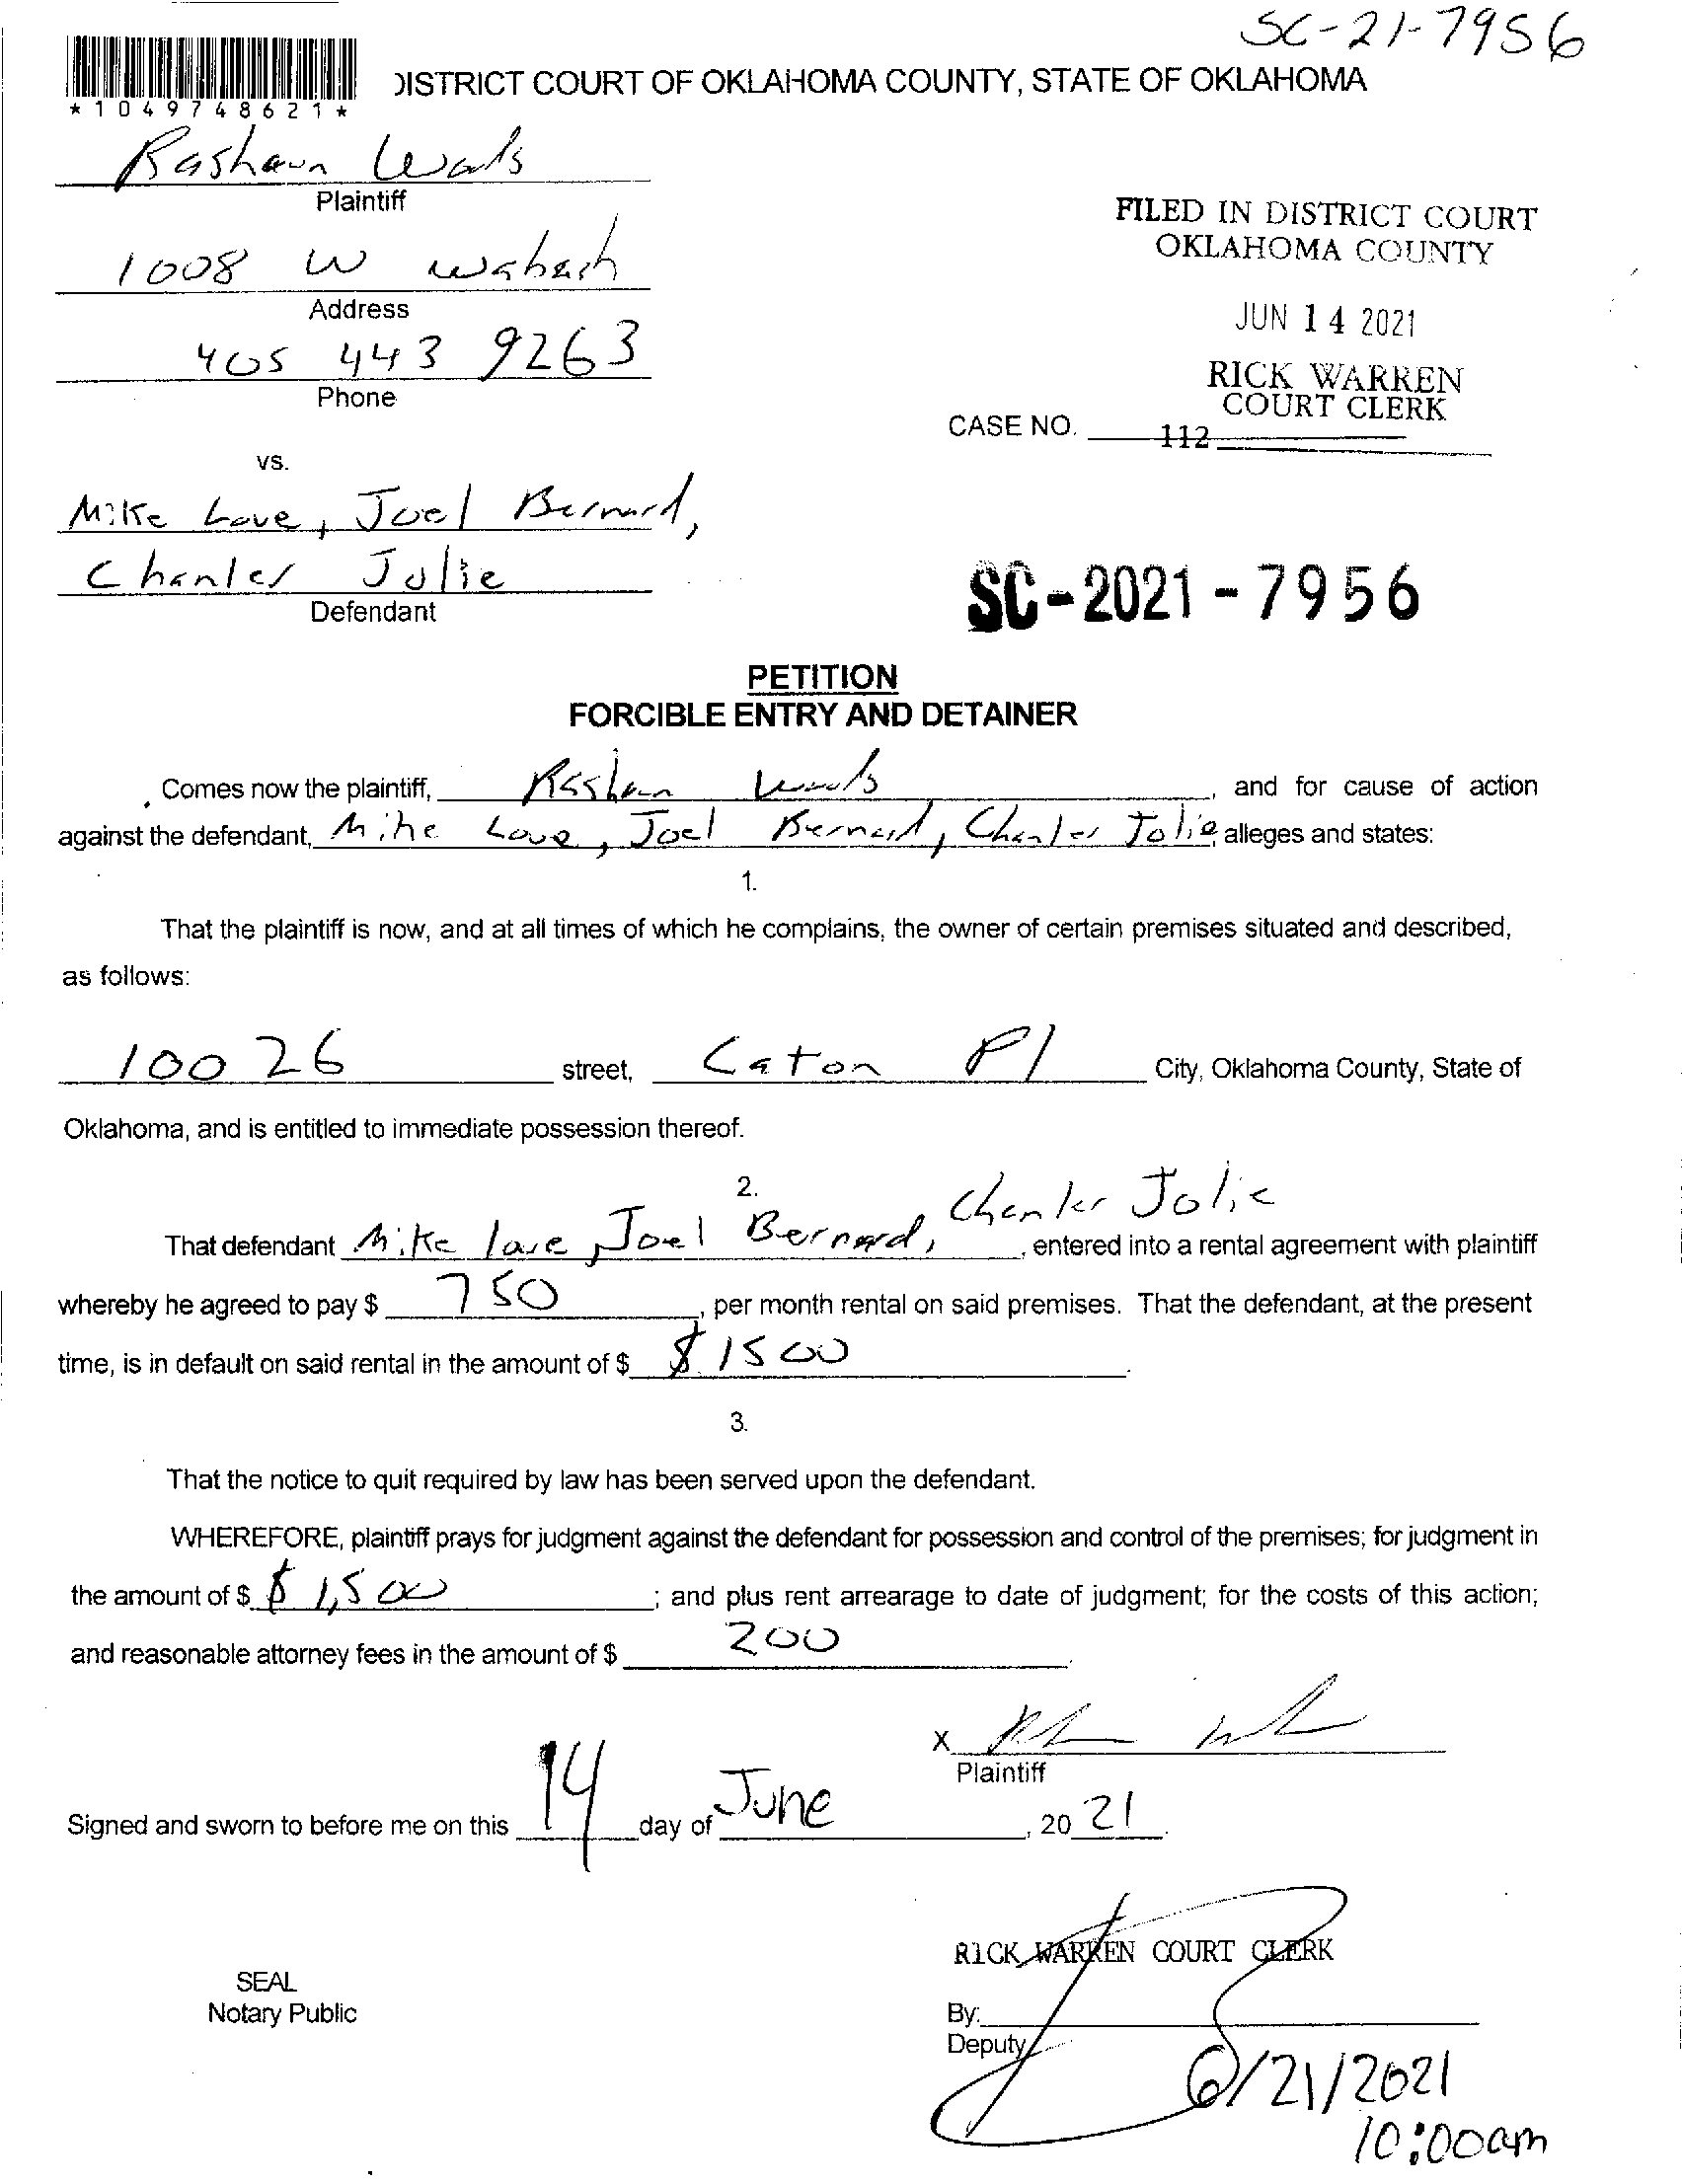 SC-21-7956
DISTRICT COURT OF OKLAHOMA COUNTY, STATE OF OKLAHOMA
*1049748621*
Rashaun
Plaintiff
1008 W Wabash
Address
405 443 9263
Phone
FILED IN DISTRICT COURT
OKLAHOMA COUNTY
JUN 14 2021
RICK WARREN
COURT CLERK
CASE NO.
112
vs.
Mike Love, Joel Bernard,
Chanler Jolie
Defendant
SC-2021-7956
PETITION
FORCIBLE ENTRY AND DETAINER
Comes now the plaintiff, Rashaun , and for cause of action
against the defendant, Mike Love, Joel Bernard, Chanler Jolie, alleges and states:
1.
That the plaintiff is now, and at all times of which he complains, the owner of certain premises situated and described,
as follows:
10026 street, Caton Pl City, Oklahoma County, State of
Oklahoma, and is entitled to immediate possession thereof.
2.
That defendant Mike love, Joel Bernard, Chanler Jolie, entered into a rental agreement with plaintiff
whereby he agreed to pay $ 750, per month rental on said premises. That the defendant, at the present
time, is in default on said rental in the amount of $ $1500.
3.
That the notice to quit required by law has been served upon the defendant.
WHEREFORE, plaintiff prays for judgment against the defendant for possession and control of the premises; for judgment in
the amount of $ $ 1,500; and plus rent arrearage to date of judgment; for the costs of this action;
and reasonable attorney fees in the amount of $ 200.
X
Plaintiff
Signed and sworn to before me on this 14 day of June, 20 21.
RICK WARREN COURT CLERK
SEAL
Notary Public
By:
Deputy
6/21/2021
10:00am